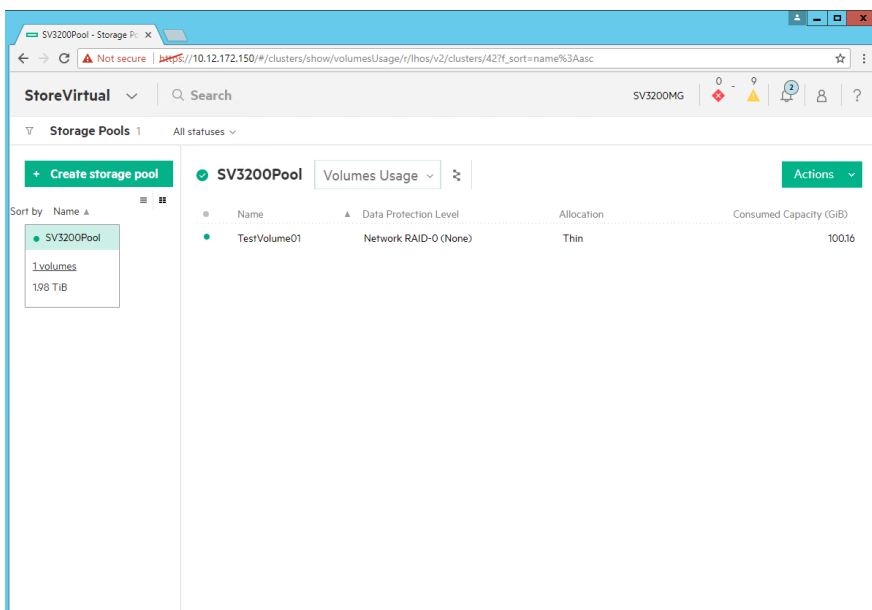 SV3200Pool - Storage Po
Not secure https://10.12.172.150/#/clusters/show/volumesUsage/r/lhos/v2/clusters/42?f_sort=name%3Aasc
StoreVirtual Search SV3200MG 0 - 9 2 ?
Storage Pools 1 All statuses
+ Create storage pool
Sort by Name
SV3200Pool
1 volumes
1.98 TiB
SV3200Pool Volumes Usage Actions
Name Data Protection Level Allocation Consumed Capacity (GiB)
TestVolume01 Network RAID-0 (None) Thin 100.16